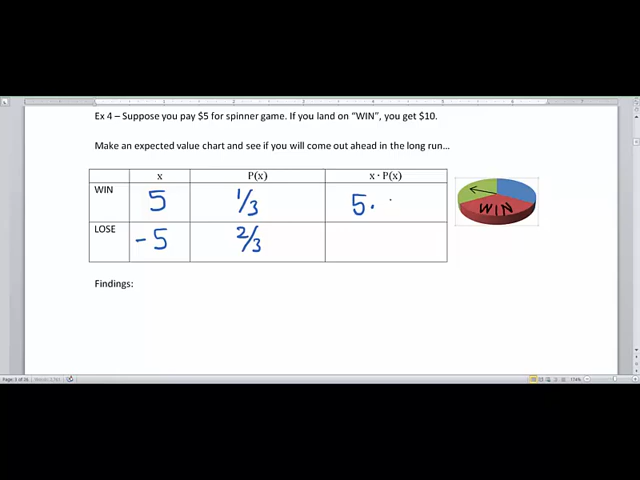 Ex 4 – Suppose you pay $5 for spinner game. If you land on "WIN", you get $10.
Make an expected value chart and see if you will come out ahead in the long run...
x P(x) x · P(x)
WIN 5 1/3 5 ·
LOSE -5 2/3
WIN
Findings: